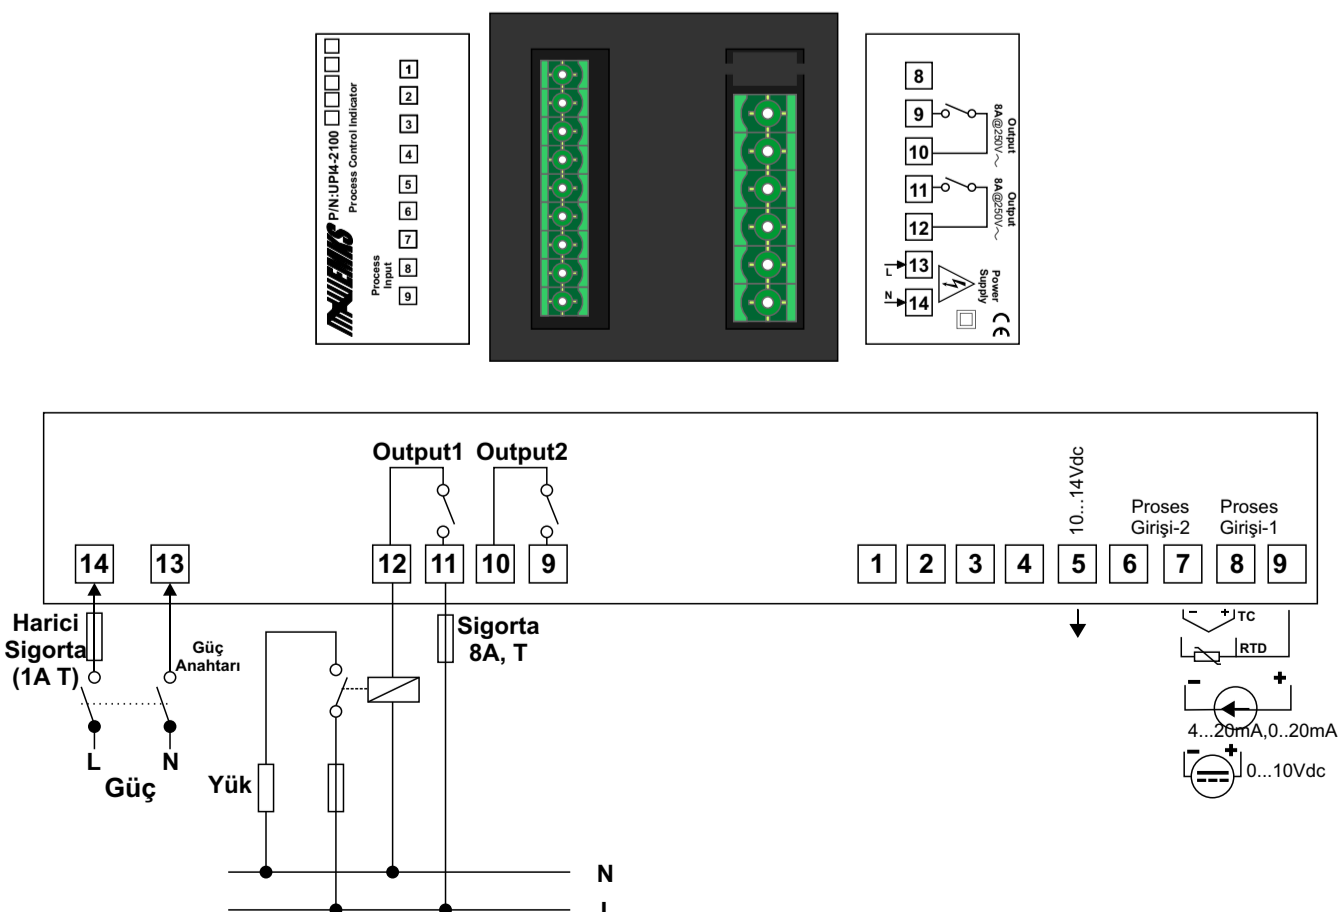 P/N:UPI4-2100
Process Control Indicator
Process
Input
1
2
3
4
5
6
7
8
9
8
9
10
11
12
13
14
L
N
Output
8A@250V
Output
8A@250V
Power
Supply
CE
Output1 Output2
10...14Vdc
Proses
Girişi-2
Proses
Girişi-1
14 13 12 11 10 9 1 2 3 4 5 6 7 8 9
Harici
Sigorta
(1A T)
Güç
Anahtarı
Sigorta
8A, T
L N
Güç
Yük
N
L
- + TC
RTD
- +
4...20mA,0..20mA
- +
0...10Vdc